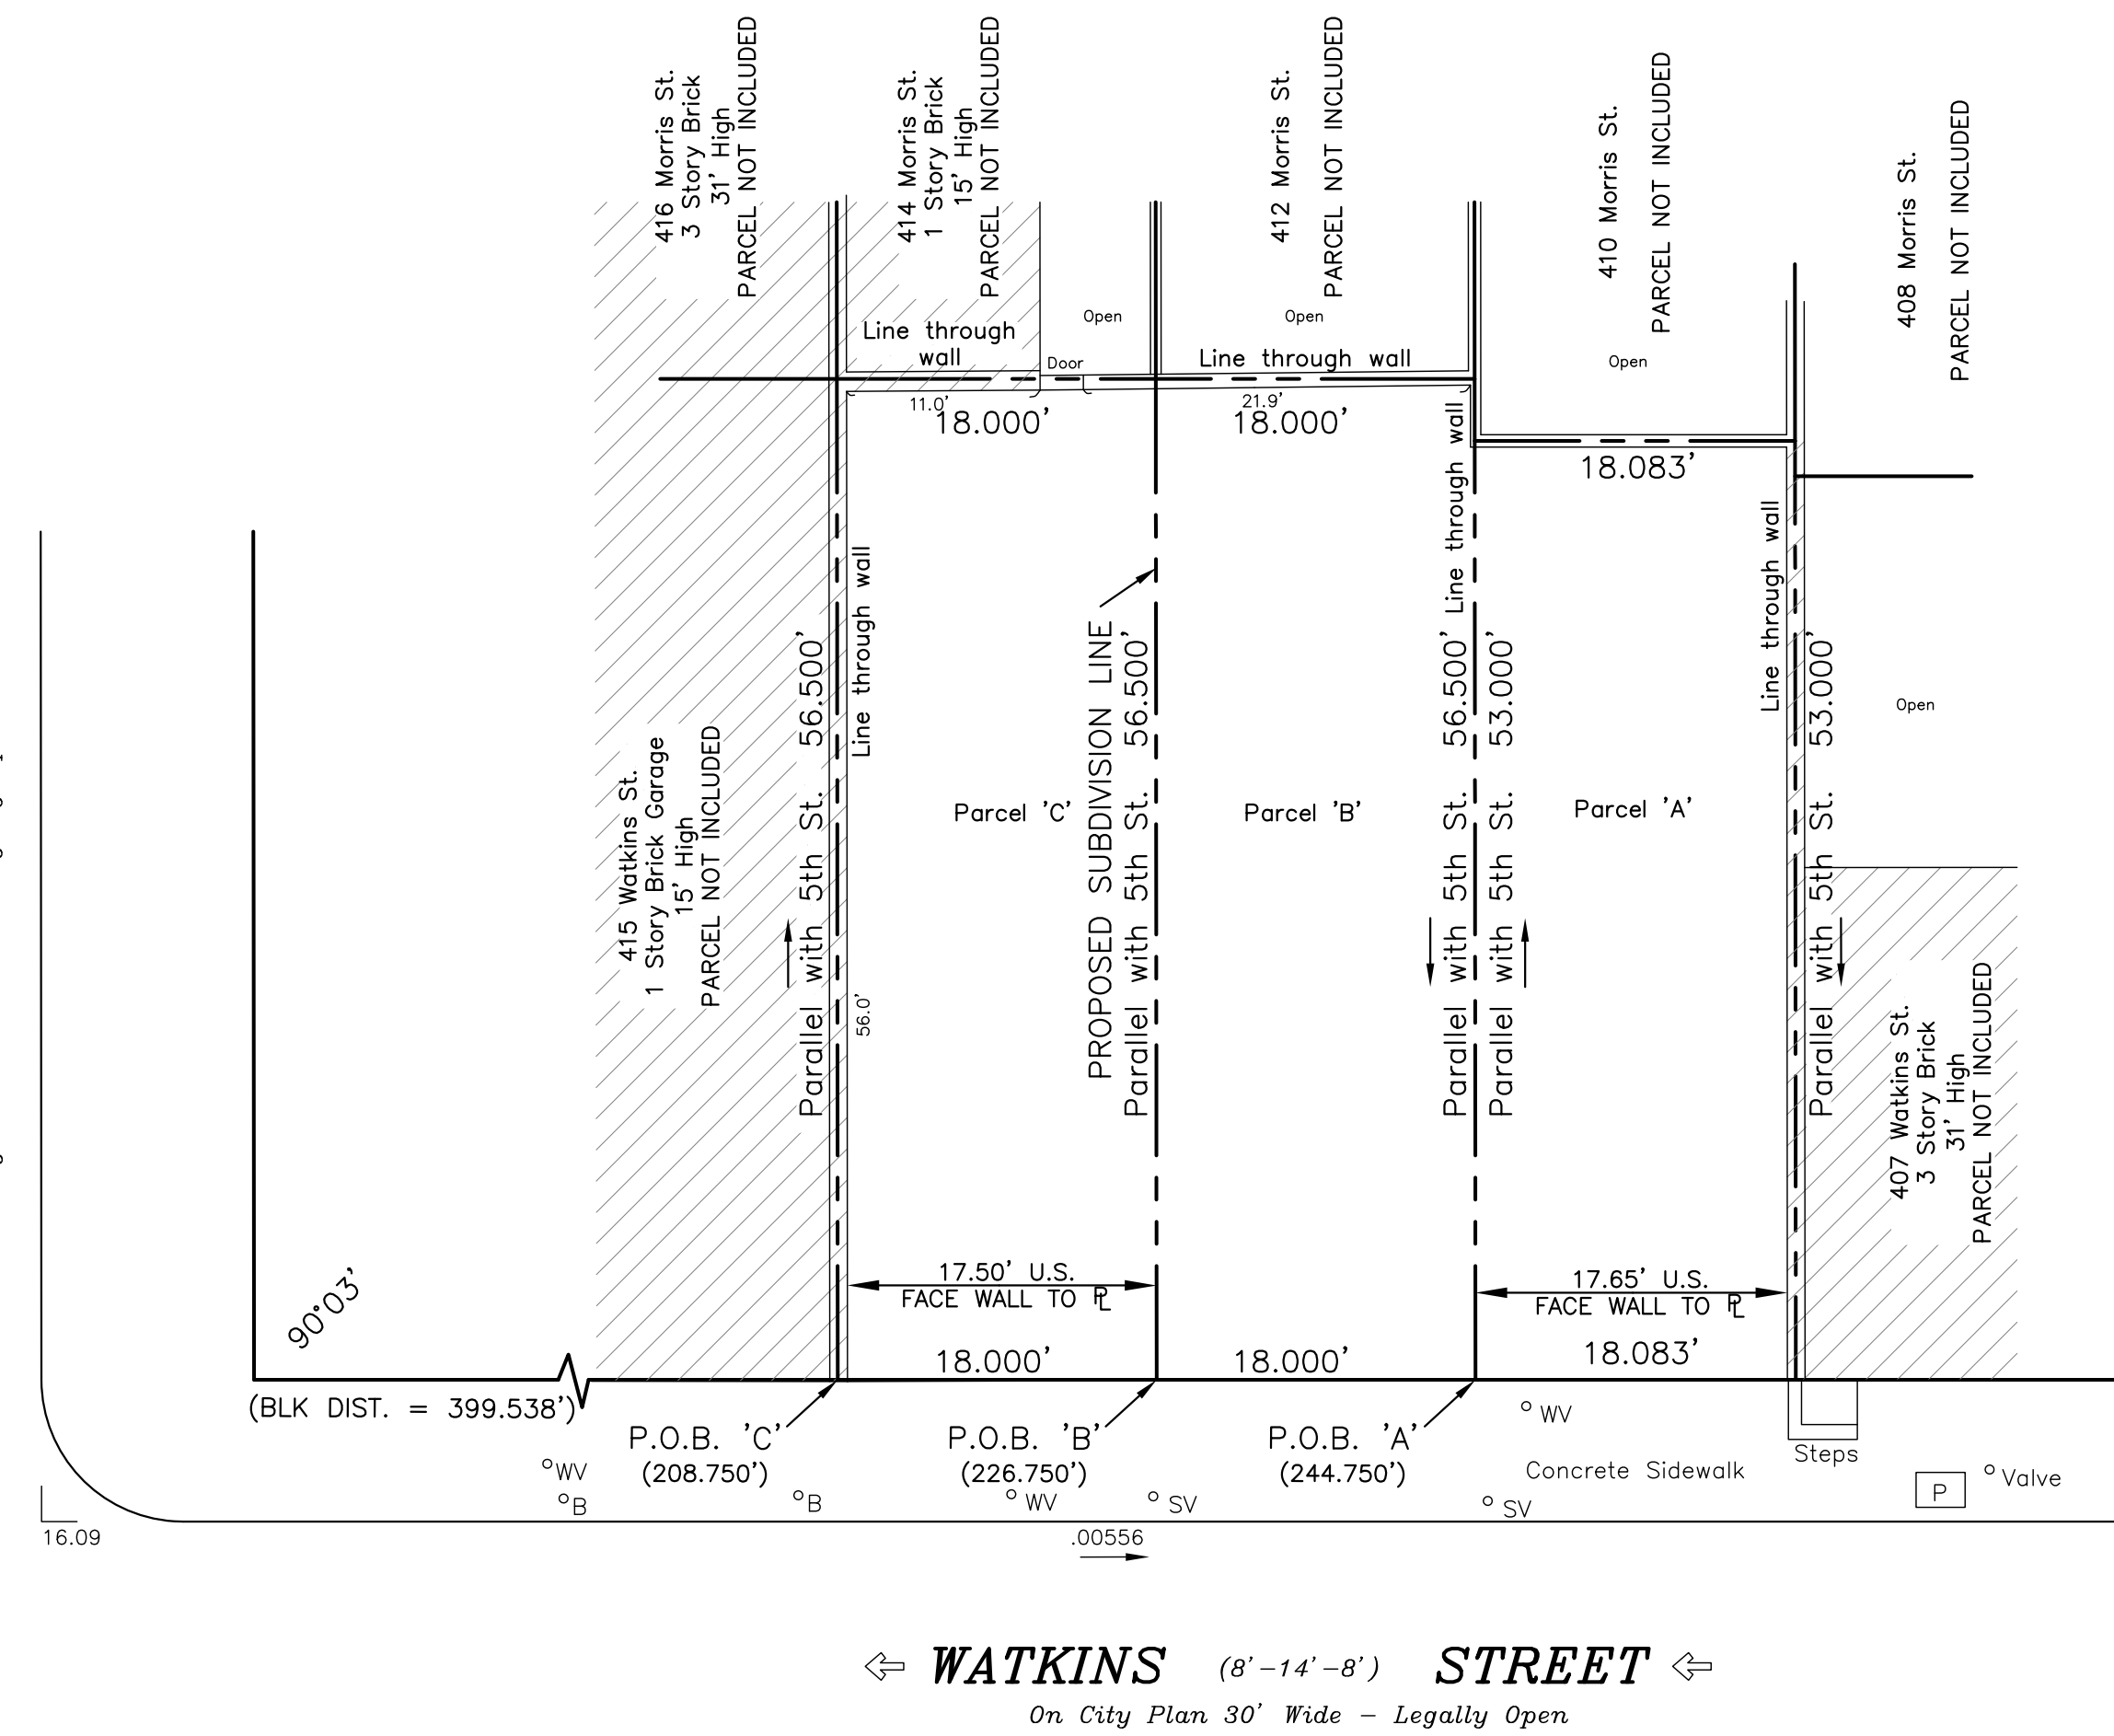 416 Morris St.
3 Story Brick
31' High
PARCEL NOT INCLUDED
414 Morris St.
1 Story Brick
15' High
PARCEL NOT INCLUDED
412 Morris St.
PARCEL NOT INCLUDED
410 Morris St.
PARCEL NOT INCLUDED
408 Morris St.
PARCEL NOT INCLUDED
Open
Open
Open
Line through
wall
Door
Line through wall
11.0'
18.000'
21.9'
18.000'
18.083'
Line through wall
Line through wall
Line through wall
Parallel with 5th St. 56.500'
PROPOSED SUBDIVISION LINE
Parallel with 5th St. 56.500'
Parallel with 5th St. 56.500'
Parallel with 5th St. 53.000'
Parallel with 5th St. 53.000'
Open
415 Watkins St.
1 Story Brick Garage
15' High
PARCEL NOT INCLUDED
Parcel 'C'
Parcel 'B'
Parcel 'A'
56.0'
407 Watkins St.
3 Story Brick
31' High
PARCEL NOT INCLUDED
90°03'
17.50' U.S.
FACE WALL TO PL
17.65' U.S.
FACE WALL TO PL
18.000'
18.000'
18.083'
(BLK DIST. = 399.538')
P.O.B. 'C'
(208.750')
P.O.B. 'B'
(226.750')
P.O.B. 'A'
(244.750')
WV
Steps
Concrete Sidewalk
WV
B
B
WV
SV
SV
P
Valve
16.09
.00556
WATKINS (8'-14'-8') STREET
On City Plan 30' Wide – Legally Open